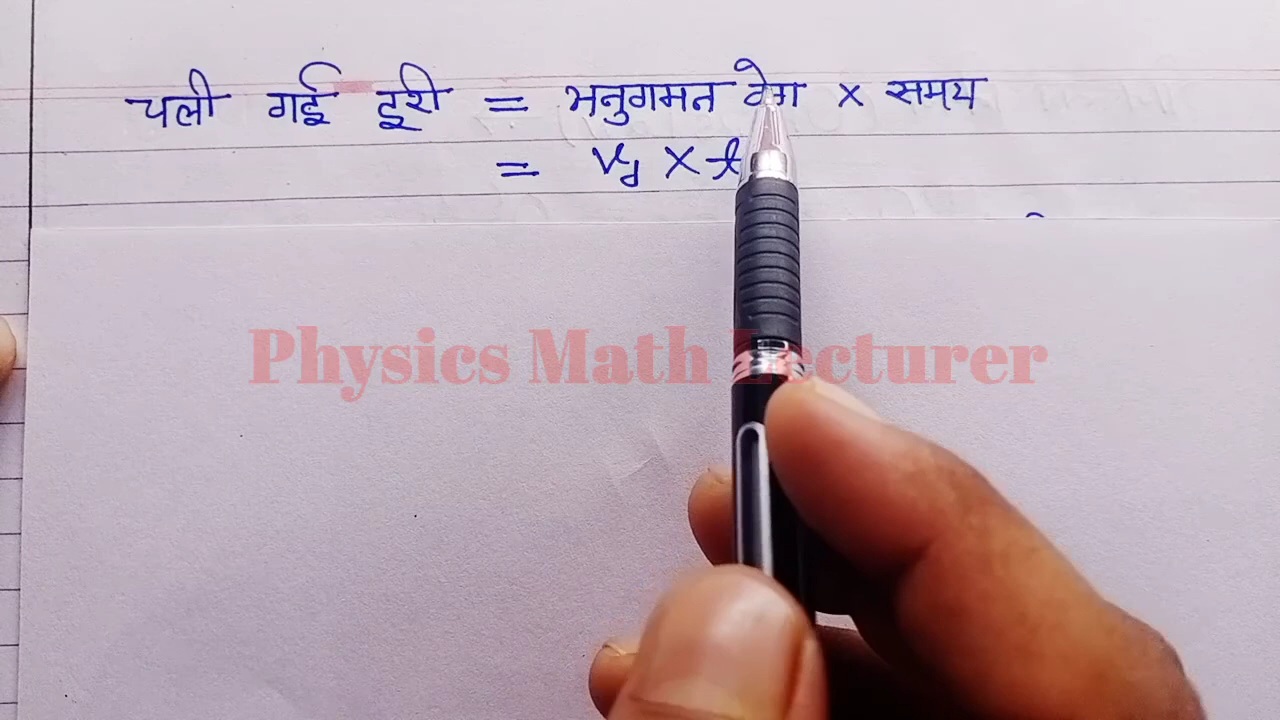 चली गई दूरी = अनुगमन वेग × समय
= Vd × t
Physics Math Lecturer